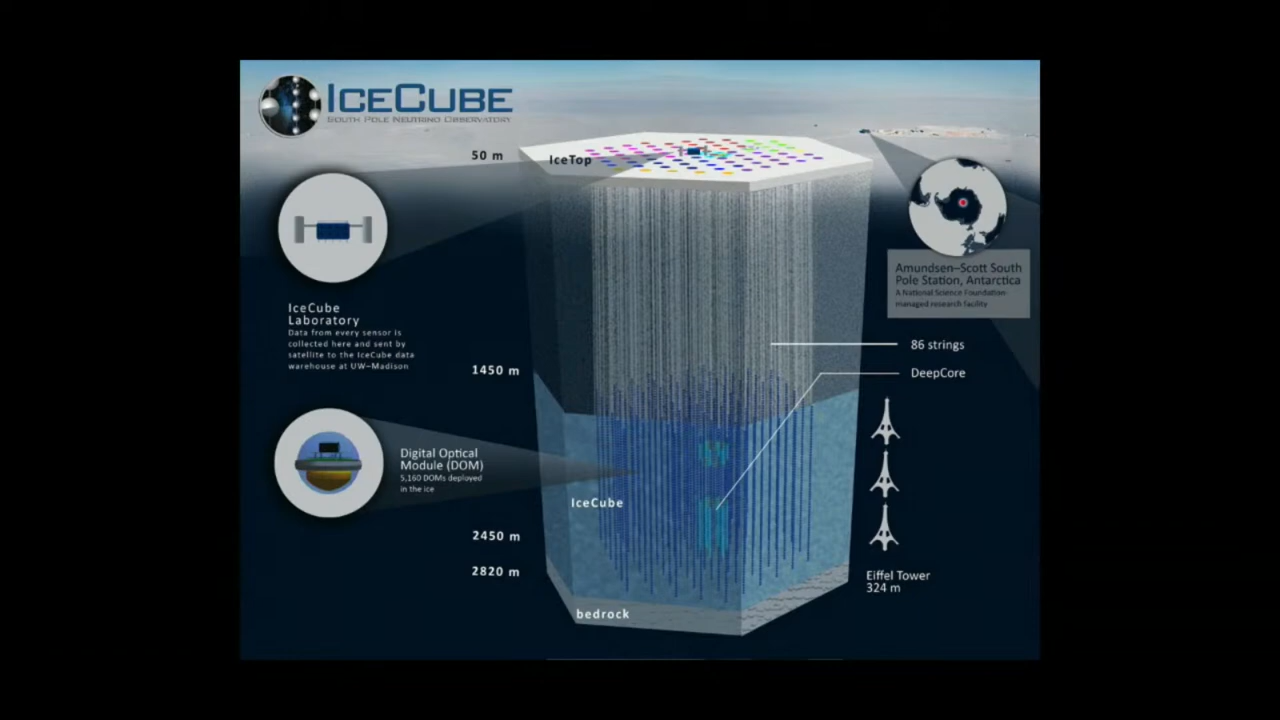 IceCube
South Pole Neutrino Observatory
50 m
IceTop
IceCube
Laboratory
Data from every sensor is
collected here and sent by
satellite to the IceCube data
warehouse at UW–Madison
Amundsen–Scott South
Pole Station, Antarctica
A National Science Foundation-
managed research facility
86 strings
DeepCore
1450 m
Digital Optical
Module (DOM)
5,160 DOMs deployed
in the ice
IceCube
2450 m
2820 m
bedrock
Eiffel Tower
324 m